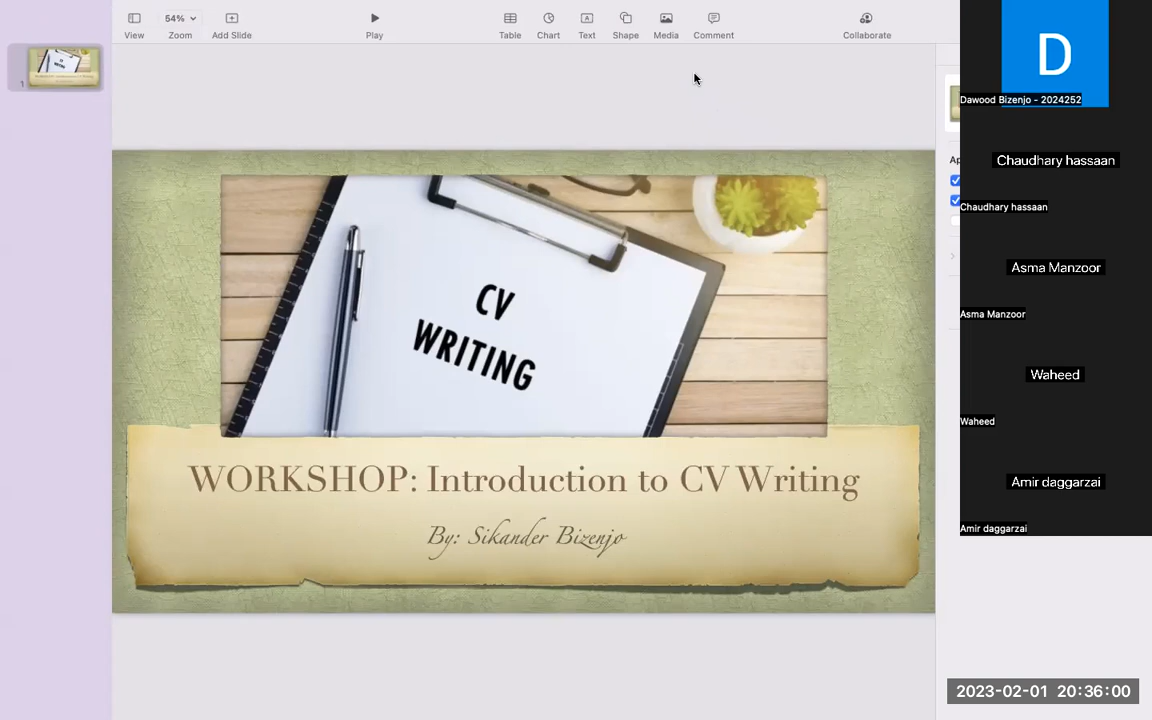 54%
View
Zoom
Add Slide
Play
Table
Chart
Text
Shape
Media
Comment
Collaborate
1
CV
WRITING
WORKSHOP: Introduction to CV Writing
By: Sikander Bizenjo
D
Dawood Bizenjo - 2024252
Chaudhary hassaan
Chaudhary hassaan
Asma Manzoor
Asma Manzoor
Waheed
Waheed
Amir daggarzai
Amir daggarzai
2023-02-01 20:36:00